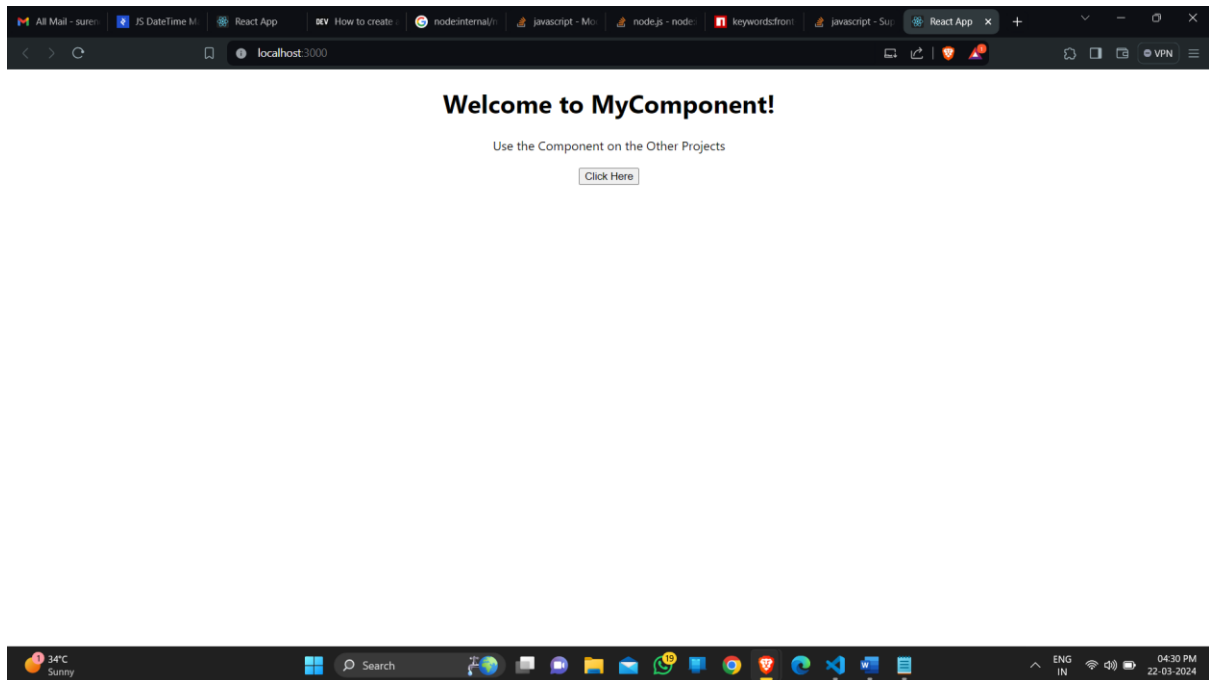 All Mail - suren
JS DateTime M
React App
DEV How to create a
node:internal/n
javascript - Mo
node.js - node:i
keywords:front
javascript - Sup
React App
localhost:3000
VPN
Welcome to MyComponent!
Use the Component on the Other Projects
Click Here
1
34°C
Sunny
Search
19
ENG
IN
04:30 PM
22-03-2024